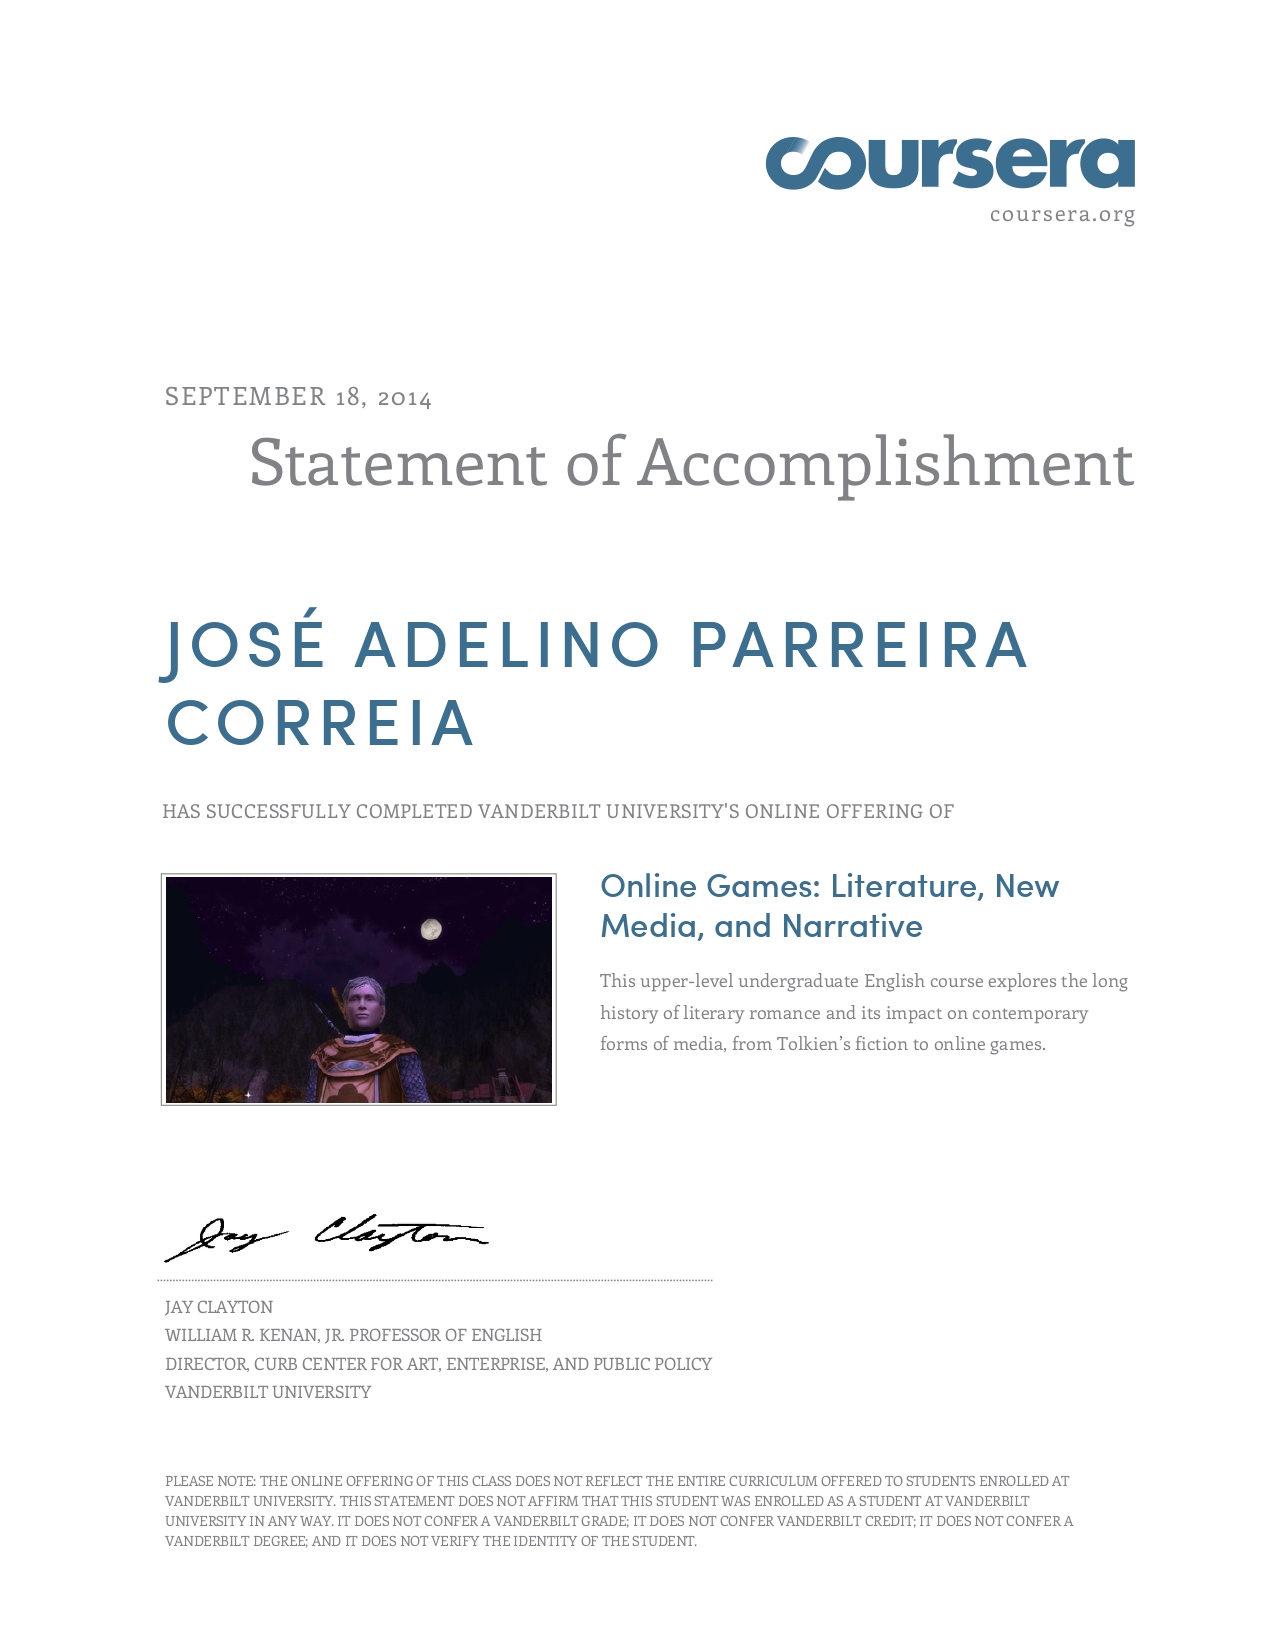 coursera
coursera.org
SEPTEMBER 18, 2014
Statement of Accomplishment
JOSÉ ADELINO PARREIRA
CORREIA
HAS SUCCESSFULLY COMPLETED VANDERBILT UNIVERSITY'S ONLINE OFFERING OF
Online Games: Literature, New
Media, and Narrative
This upper-level undergraduate English course explores the long
history of literary romance and its impact on contemporary
forms of media, from Tolkien’s fiction to online games.
Jay Clayton
JAY CLAYTON
WILLIAM R. KENAN, JR. PROFESSOR OF ENGLISH
DIRECTOR, CURB CENTER FOR ART, ENTERPRISE, AND PUBLIC POLICY
VANDERBILT UNIVERSITY
PLEASE NOTE: THE ONLINE OFFERING OF THIS CLASS DOES NOT REFLECT THE ENTIRE CURRICULUM OFFERED TO STUDENTS ENROLLED AT
VANDERBILT UNIVERSITY. THIS STATEMENT DOES NOT AFFIRM THAT THIS STUDENT WAS ENROLLED AS A STUDENT AT VANDERBILT
UNIVERSITY IN ANY WAY. IT DOES NOT CONFER A VANDERBILT GRADE; IT DOES NOT CONFER VANDERBILT CREDIT; IT DOES NOT CONFER A
VANDERBILT DEGREE; AND IT DOES NOT VERIFY THE IDENTITY OF THE STUDENT.